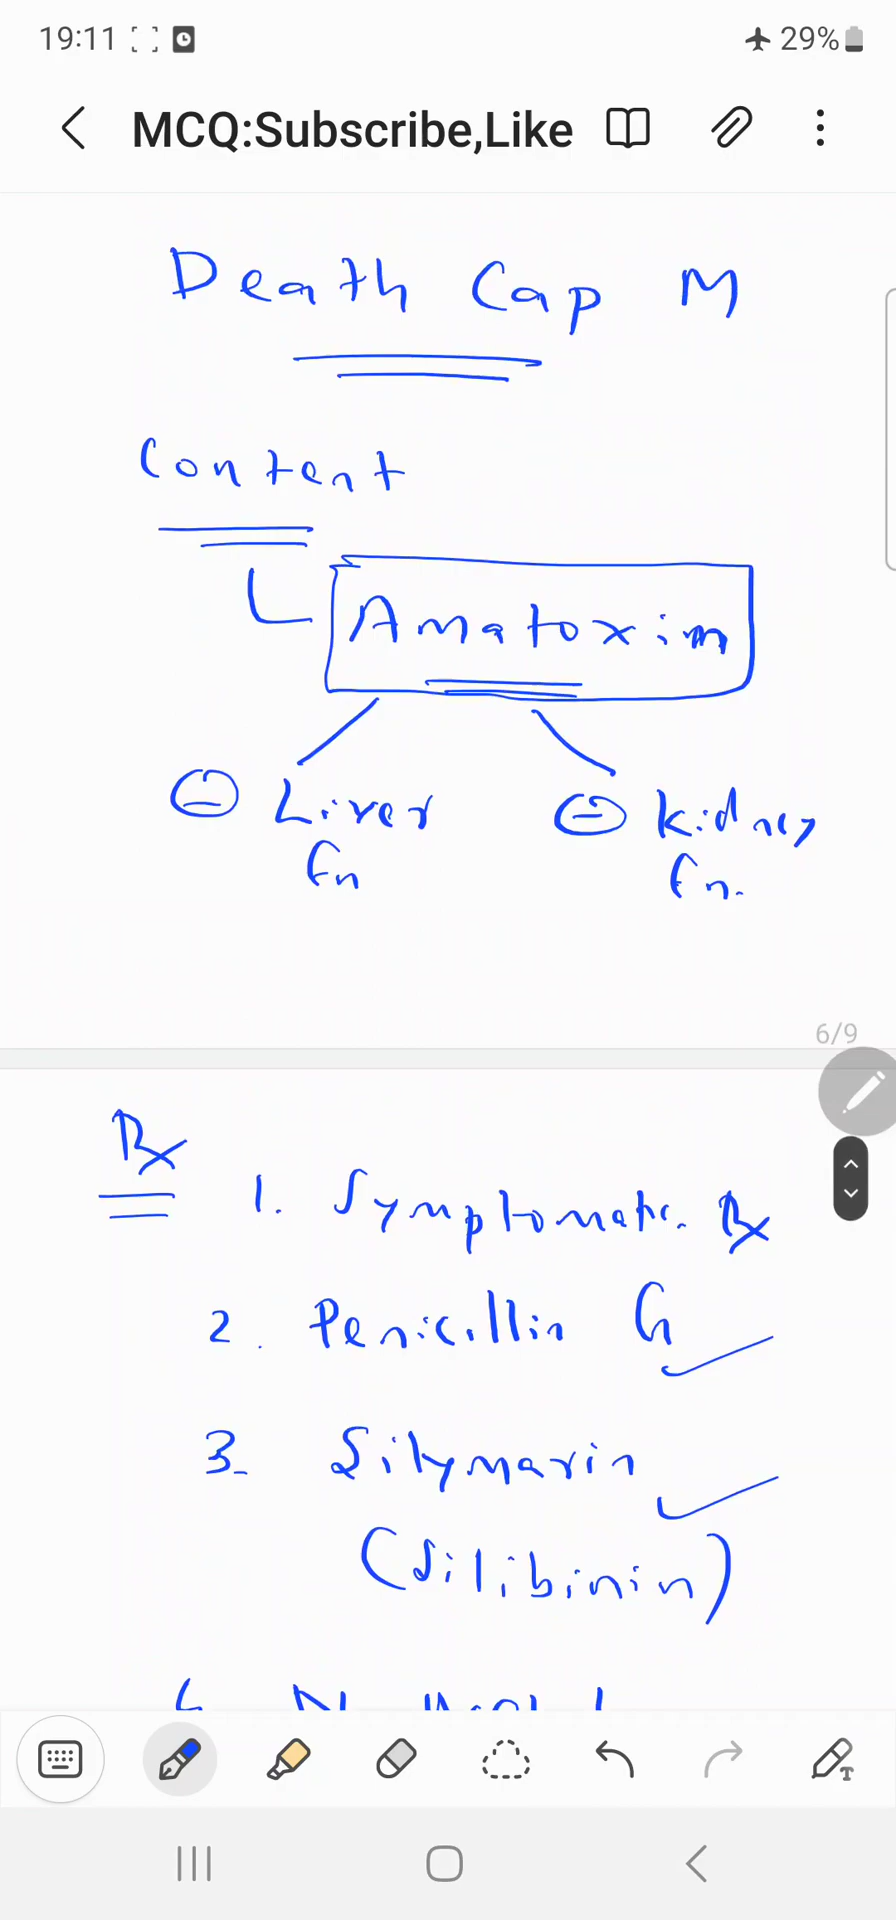 19:11 29%
MCQ:Subscribe,Like
Death Cap M
Content
Amatoxin
Liver fn
Kidney fn.
6/9
Rx
1. Symptomatic Rx
2. Penicillin G
3. Silymarin
(Silibinin)